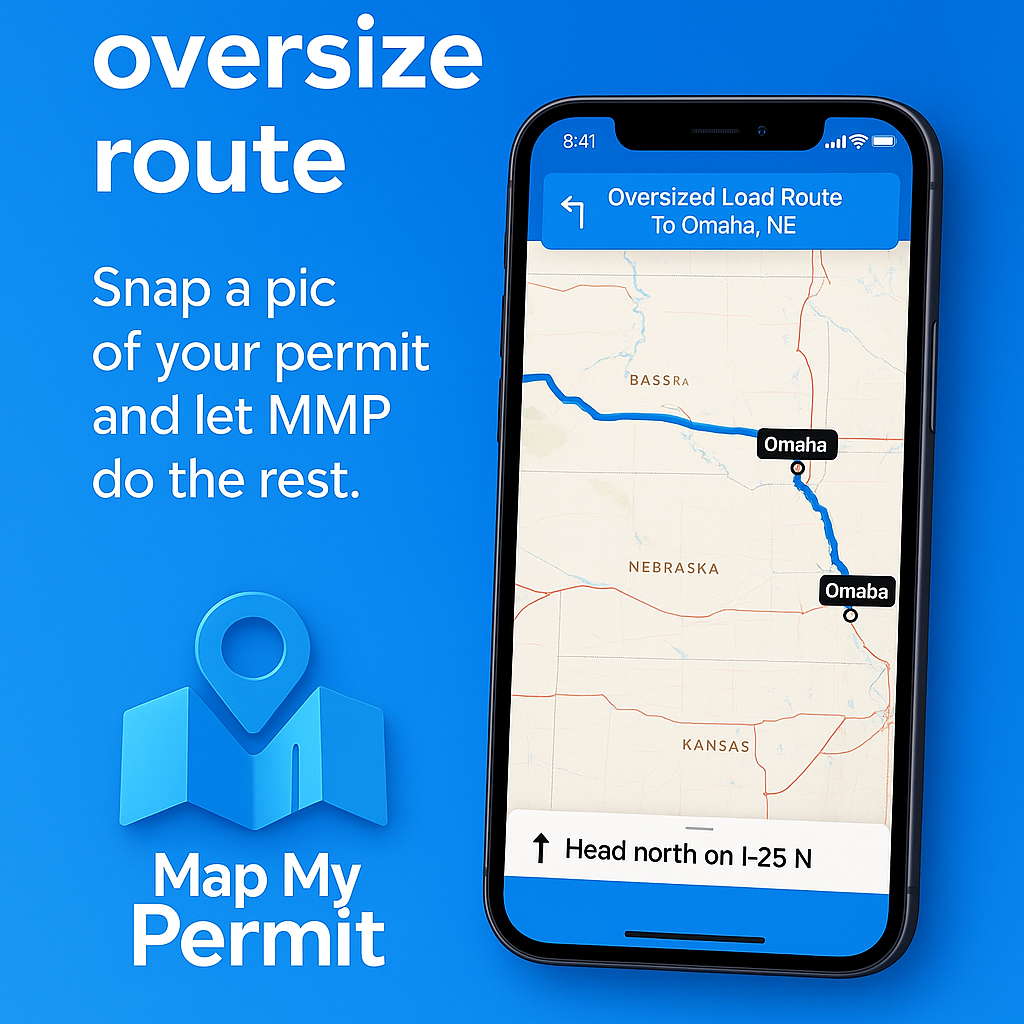 oversize
route
Snap a pic
of your permit
and let MMP
do the rest.
Map My
Permit
8:41
Oversized Load Route
To Omaha, NE
BASSRA
Omaha
NEBRASKA
Omaba
KANSAS
Head north on I-25 N